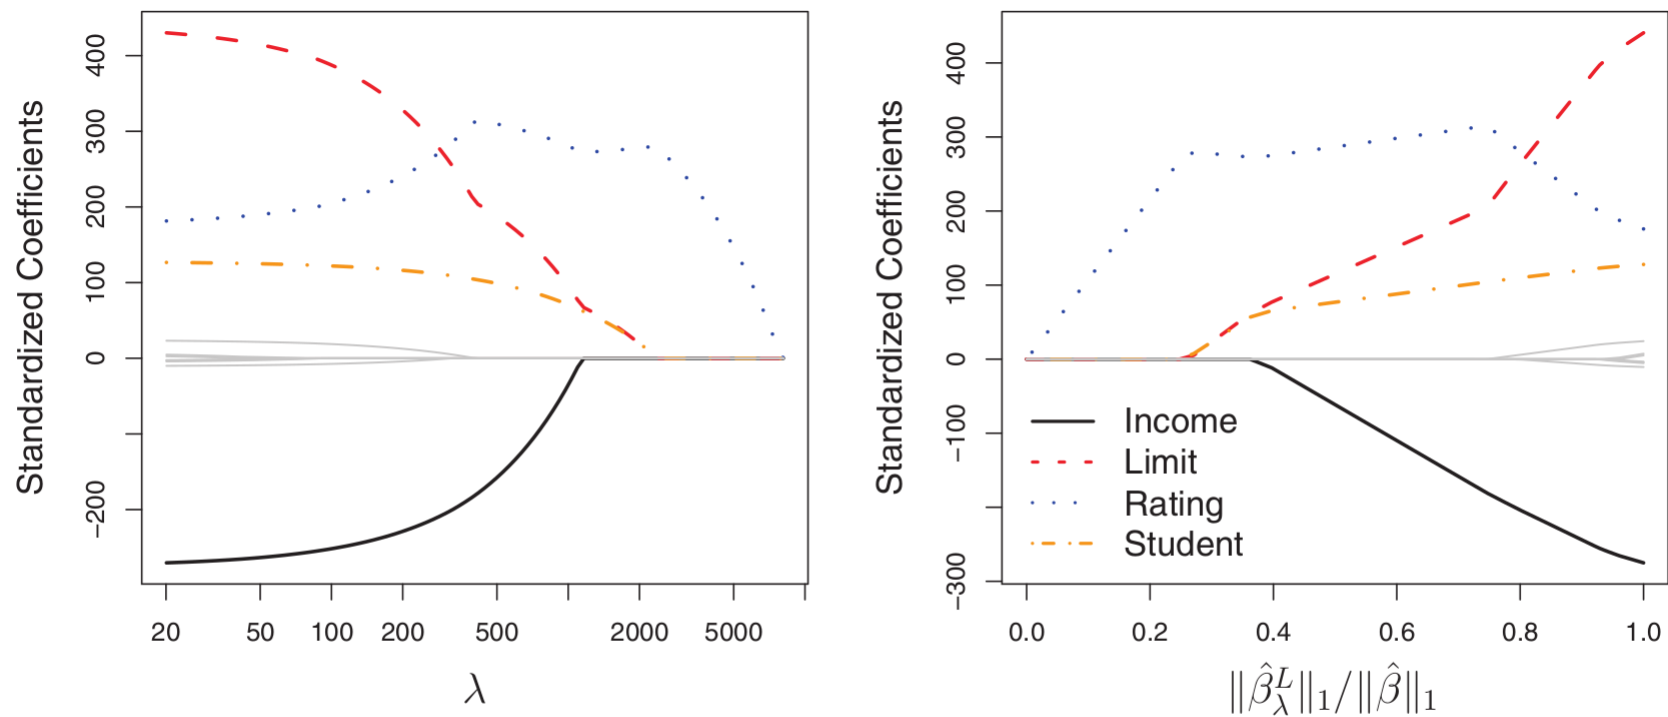 Standardized Coefficients
400
300
200
100
0
−200
20 50 100 200 500 2000 5000
λ
Standardized Coefficients
400
300
200
100
0
−100
−300
Income
Limit
Rating
Student
0.0 0.2 0.4 0.6 0.8 1.0
‖β̂ᴸ_λ‖₁/‖β̂‖₁